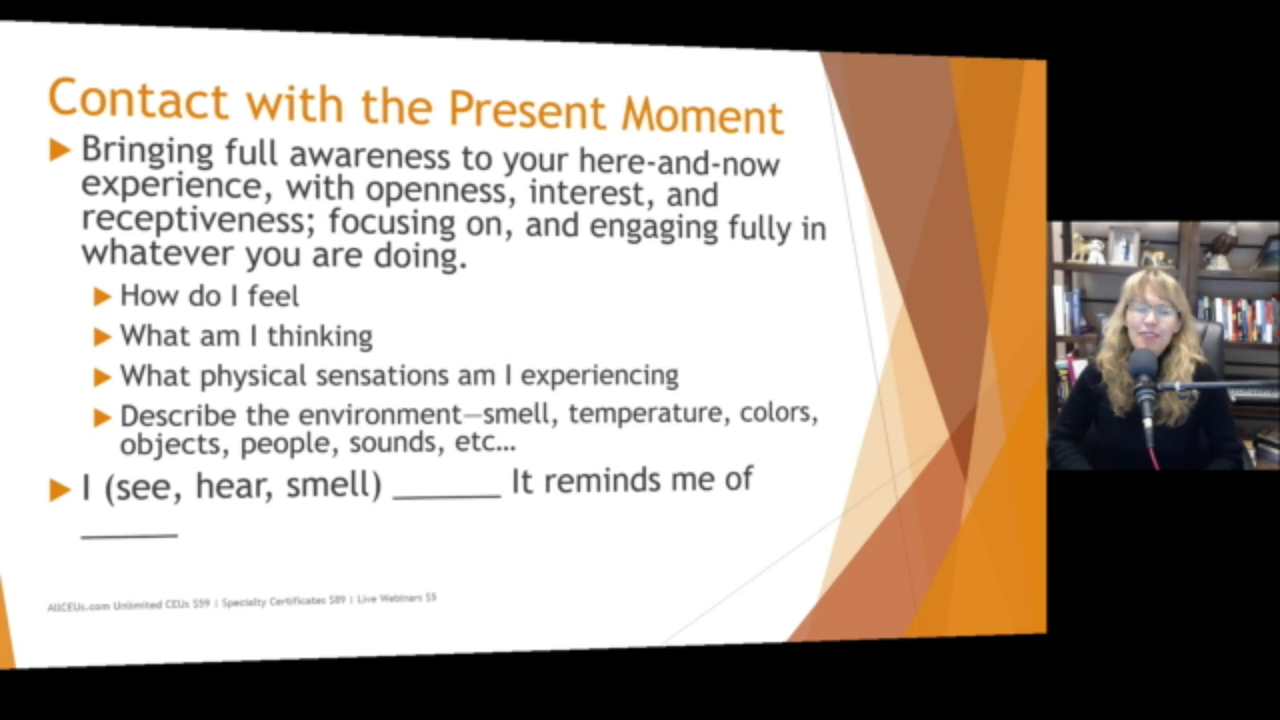 Contact with the Present Moment
Bringing full awareness to your here-and-now
experience, with openness, interest, and
receptiveness; focusing on, and engaging fully in
whatever you are doing.
How do I feel
What am I thinking
What physical sensations am I experiencing
Describe the environment—smell, temperature, colors,
objects, people, sounds, etc…
I (see, hear, smell) ______ It reminds me of
______
AllCEUs.com Unlimited CEUs $59 | Specialty Certificates $89 | Live Webinars $5